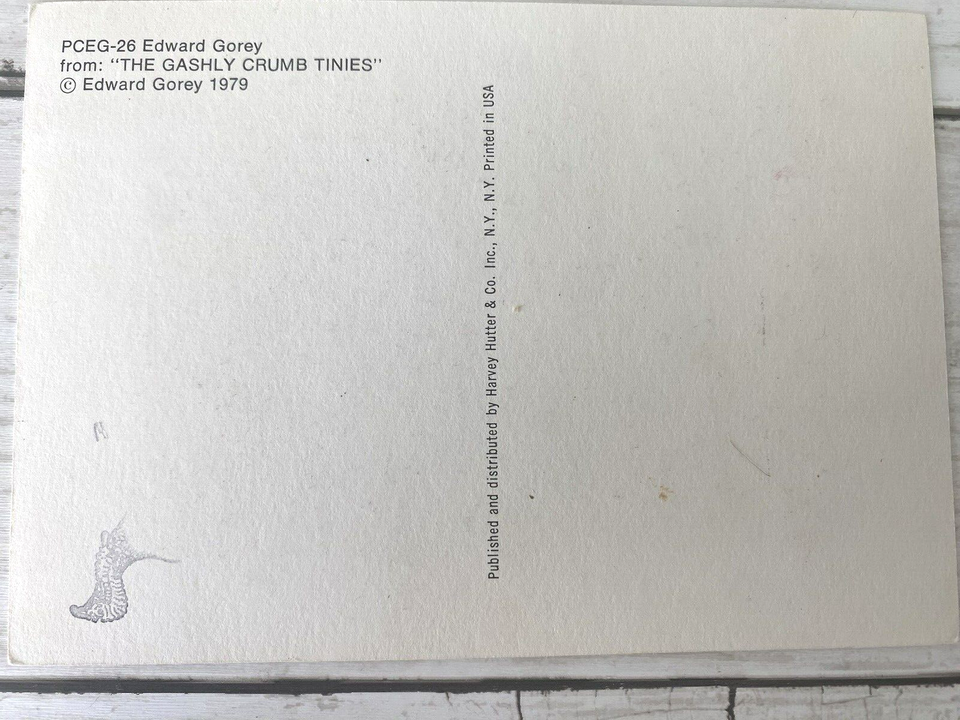 PCEG-26 Edward Gorey
from: “THE GASHLY CRUMB TINIES”
© Edward Gorey 1979
Published and distributed by Harvey Hutter & Co. Inc., N.Y., N.Y. Printed in USA